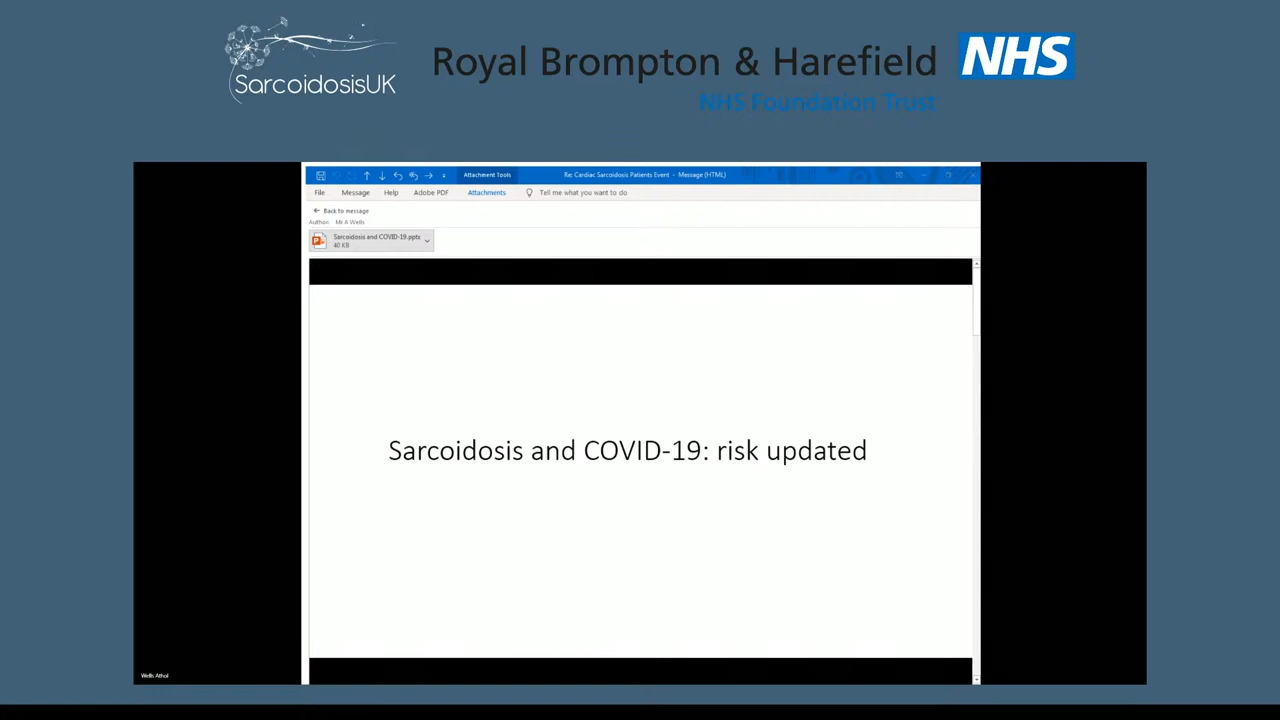 SarcoidosisUK
Royal Brompton & Harefield NHS
NHS Foundation Trust
Attachment Tools
Re: Cardiac Sarcoidosis Patients Event - Message (HTML)
File Message Help Adobe PDF Attachments Tell me what you want to do
Back to message
Author Mr A Wells
Sarcoidosis and COVID-19.pptx
40 KB
Sarcoidosis and COVID-19: risk updated
Wells Athol